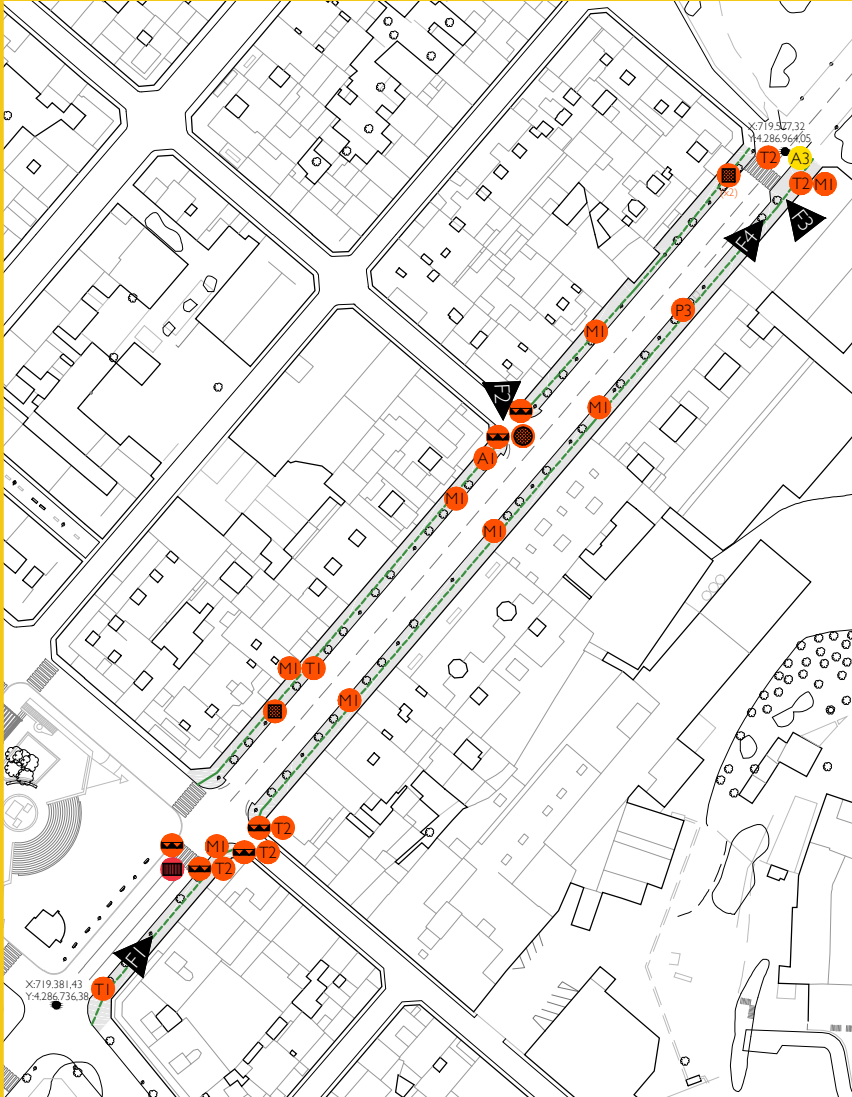 X:719.527,32
Y:4.286.964,05
T2
A3
T2
M1
F3
F4
P3
M1
F2
M1
A1
M1
M1
M1
T1
M1
T2
M1
T2
T2
F1
X:719.381,43
Y:4.286.736,38
T1